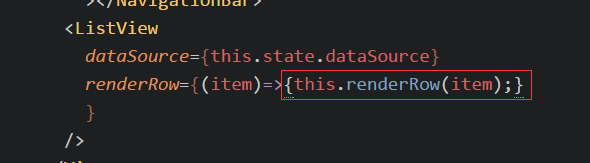 ></NavigationBar>
<ListView
dataSource={this.state.dataSource}
renderRow={(item)=>{this.renderRow(item);}
}
/>